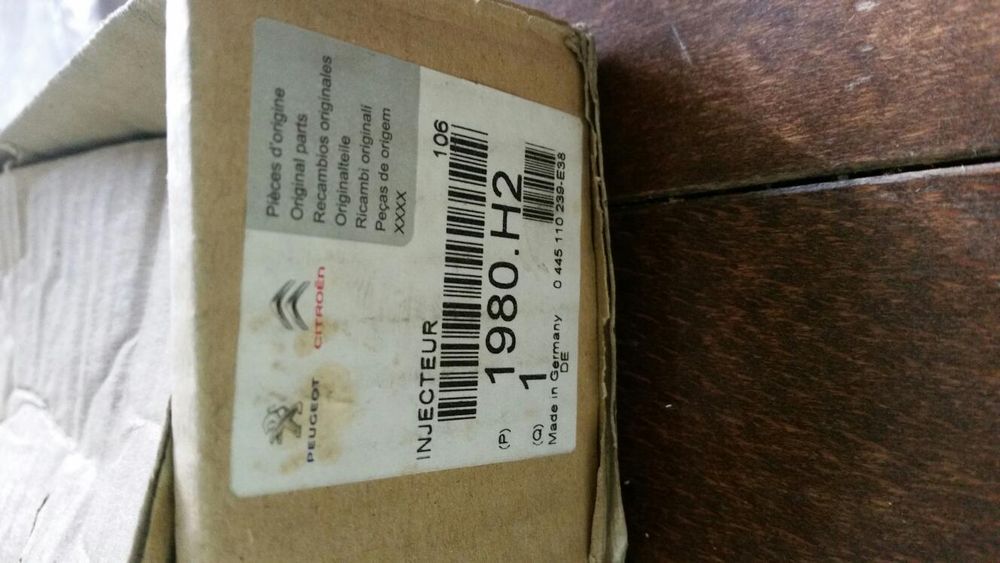 PEUGEOT
CITROËN
Pièces d'origine
Original parts
Recambios originales
Originalteile
Ricambi originali
Peças de origem
XXXX
INJECTEUR
106
(P) 1980.H2
(Q) 1
Made in Germany 0 445 110 239-E38
DE